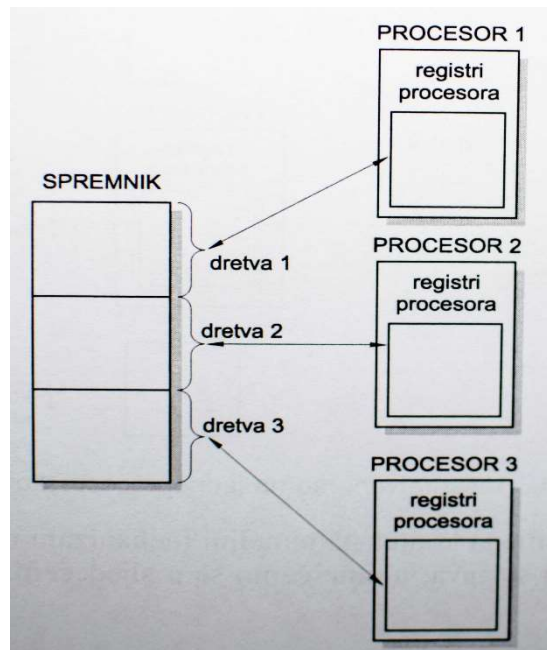 PROCESOR 1
registri
procesora
SPREMNIK
dretva 1
PROCESOR 2
registri
procesora
dretva 2
dretva 3
PROCESOR 3
registri
procesora